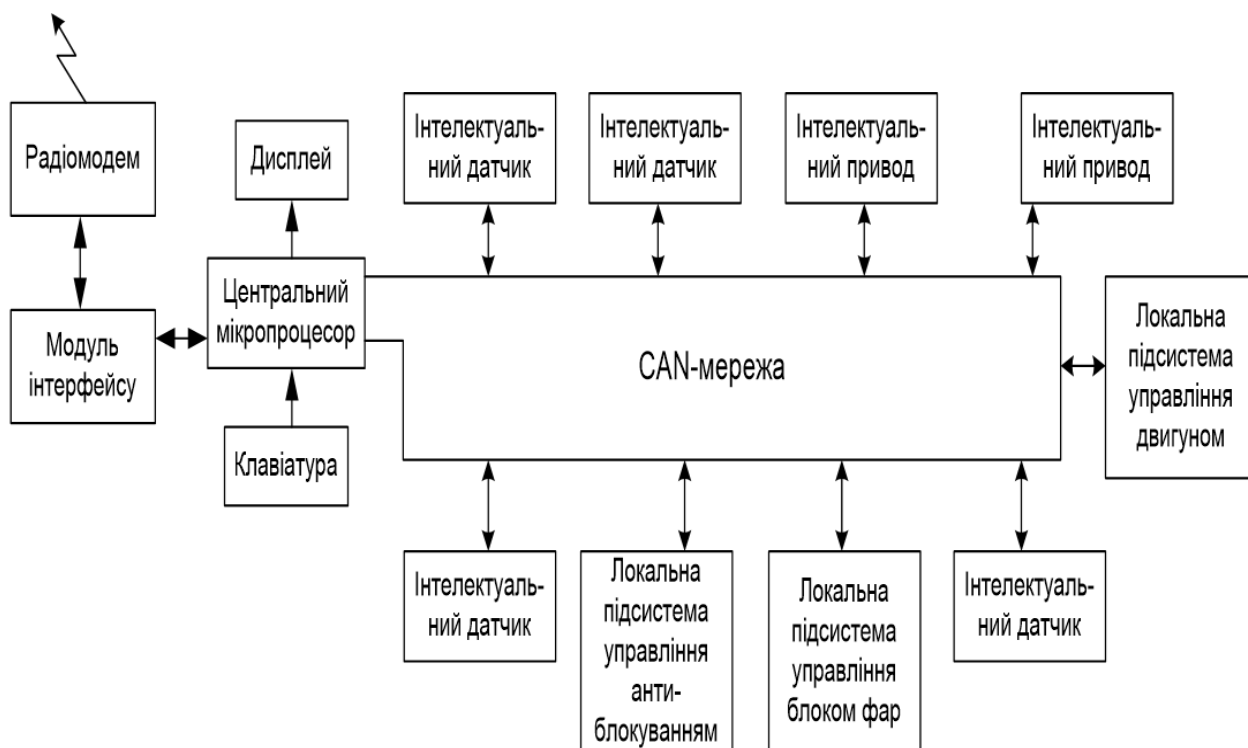 Радіомодем
Дисплей
Інтелектуаль-
ний датчик
Інтелектуаль-
ний датчик
Інтелектуаль-
ний привод
Інтелектуаль-
ний привод
Модуль
інтерфейсу
Центральний
мікропроцесор
Клавіатура
CAN-мережа
Локальна
підсистема
управління
двигуном
Інтелектуаль-
ний датчик
Локальна
підсистема
управління
анти-
блокуванням
Локальна
підсистема
управління
блоком фар
Інтелектуаль-
ний датчик